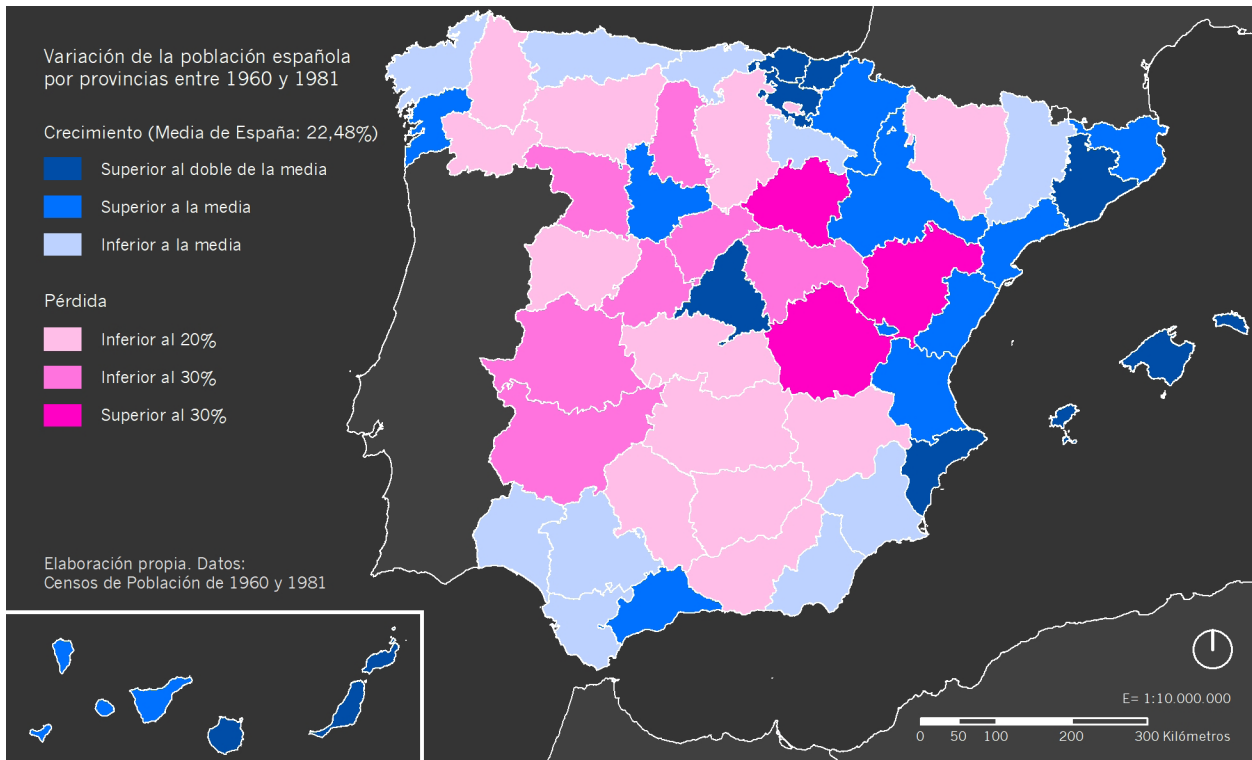 Variación de la población española
por provincias entre 1960 y 1981
Crecimiento (Media de España: 22,48%)
Superior al doble de la media
Superior a la media
Inferior a la media
Pérdida
Inferior al 20%
Inferior al 30%
Superior al 30%
Elaboración propia. Datos:
Censos de Población de 1960 y 1981
E= 1:10.000.000
0 50 100 200 300 Kilómetros